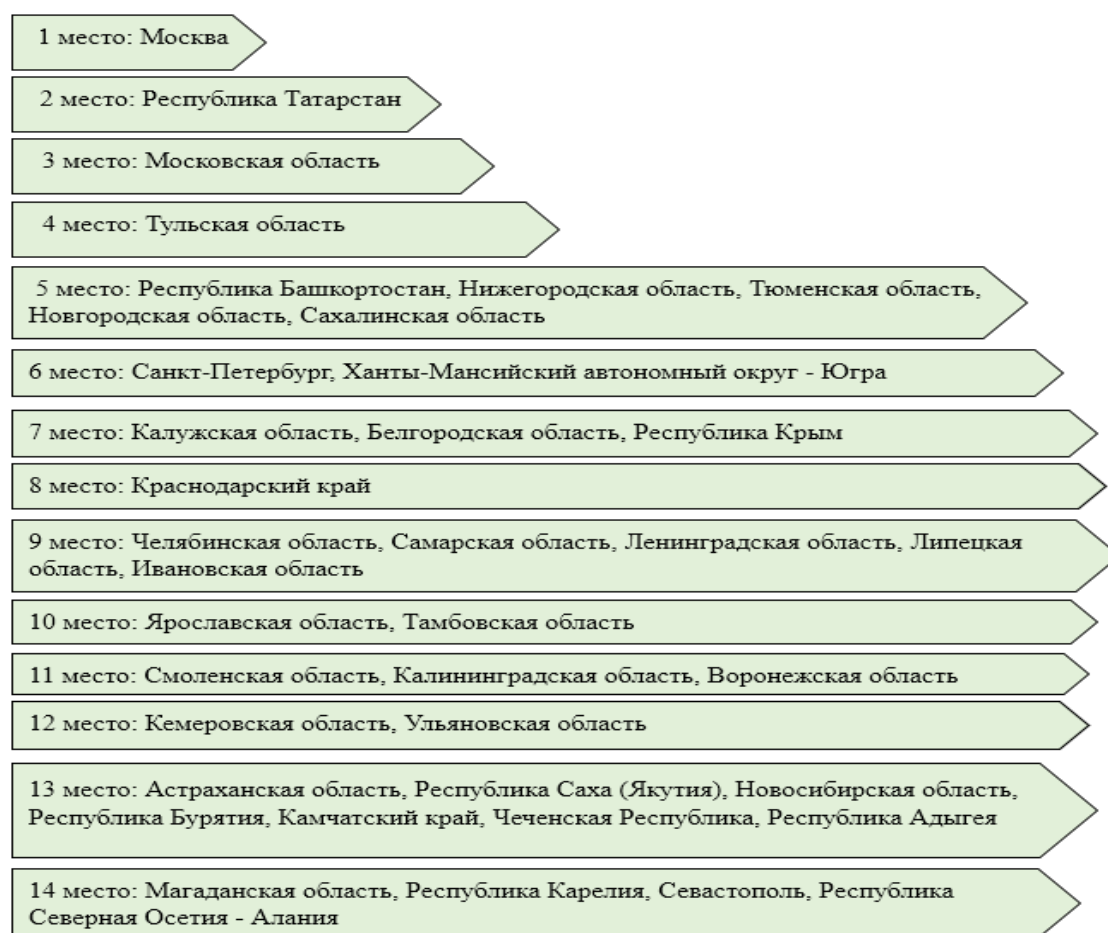 1 место: Москва
2 место: Республика Татарстан
3 место: Московская область
4 место: Тульская область
5 место: Республика Башкортостан, Нижегородская область, Тюменская область,
Новгородская область, Сахалинская область
6 место: Санкт-Петербург, Ханты-Мансийский автономный округ - Югра
7 место: Калужская область, Белгородская область, Республика Крым
8 место: Краснодарский край
9 место: Челябинская область, Самарская область, Ленинградская область, Липецкая
область, Ивановская область
10 место: Ярославская область, Тамбовская область
11 место: Смоленская область, Калининградская область, Воронежская область
12 место: Кемеровская область, Ульяновская область
13 место: Астраханская область, Республика Саха (Якутия), Новосибирская область,
Республика Бурятия, Камчатский край, Чеченская Республика, Республика Адыгея
14 место: Магаданская область, Республика Карелия, Севастополь, Республика
Северная Осетия - Алания